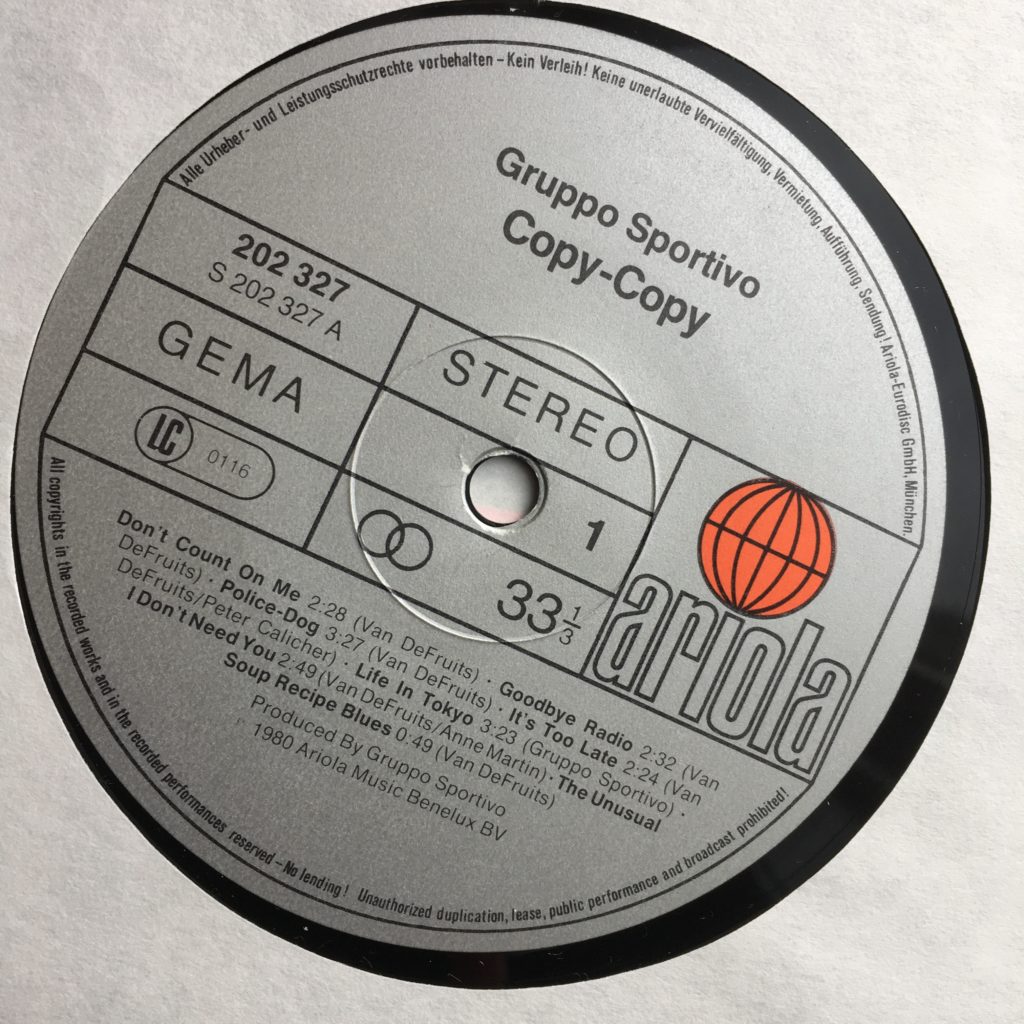 Alle Urheber- und Leistungsschutzrechte vorbehalten – Kein Verleih! Keine unerlaubte Vervielfältigung, Vermietung, Aufführung, Sendung! Ariola-Eurodisc GmbH, München.
Gruppo Sportivo
Copy-Copy
202 327
S 202 327 A
STEREO
GEMA
1
LC 0116
33 1/3
ariola
Don't Count On Me 2:28 (Van DeFruits) · Goodbye Radio 2:32 (Van
DeFruits) · Police-Dog 3:27 (Van DeFruits) · It's Too Late 2:24 (Van
DeFruits/Peter Calicher) · Life In Tokyo 3:23 (Gruppo Sportivo) ·
I Don't Need You 2:49 (Van DeFruits/Anne Martin) · The Unusual
Soup Recipe Blues 0:49 (Van DeFruits)
Produced By Gruppo Sportivo
℗ 1980 Ariola Music Benelux BV
All copyrights in the recorded works and in the recorded performances reserved – No lending! Unauthorized duplication, lease, public performance and broadcast prohibited!